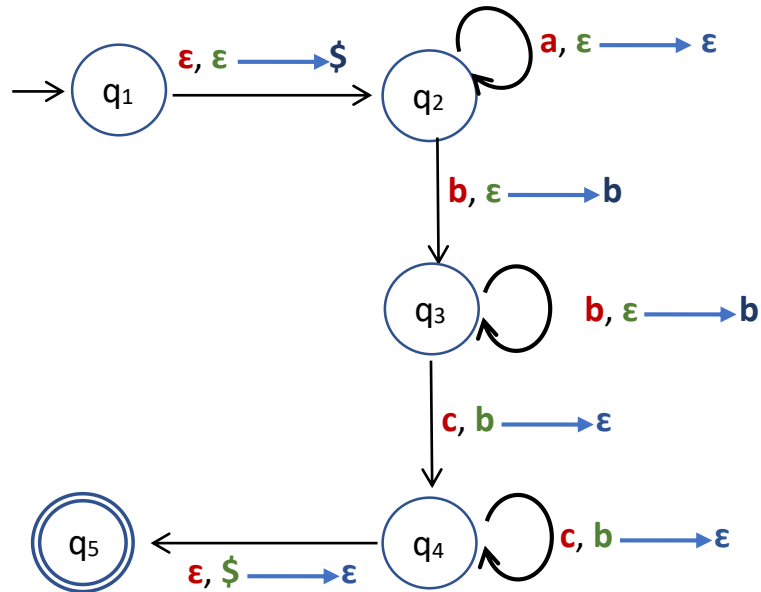 ε, ε $
a, ε ε
q1
q2
b, ε b
q3
b, ε b
c, b ε
q5
q4
c, b ε
ε, $ ε